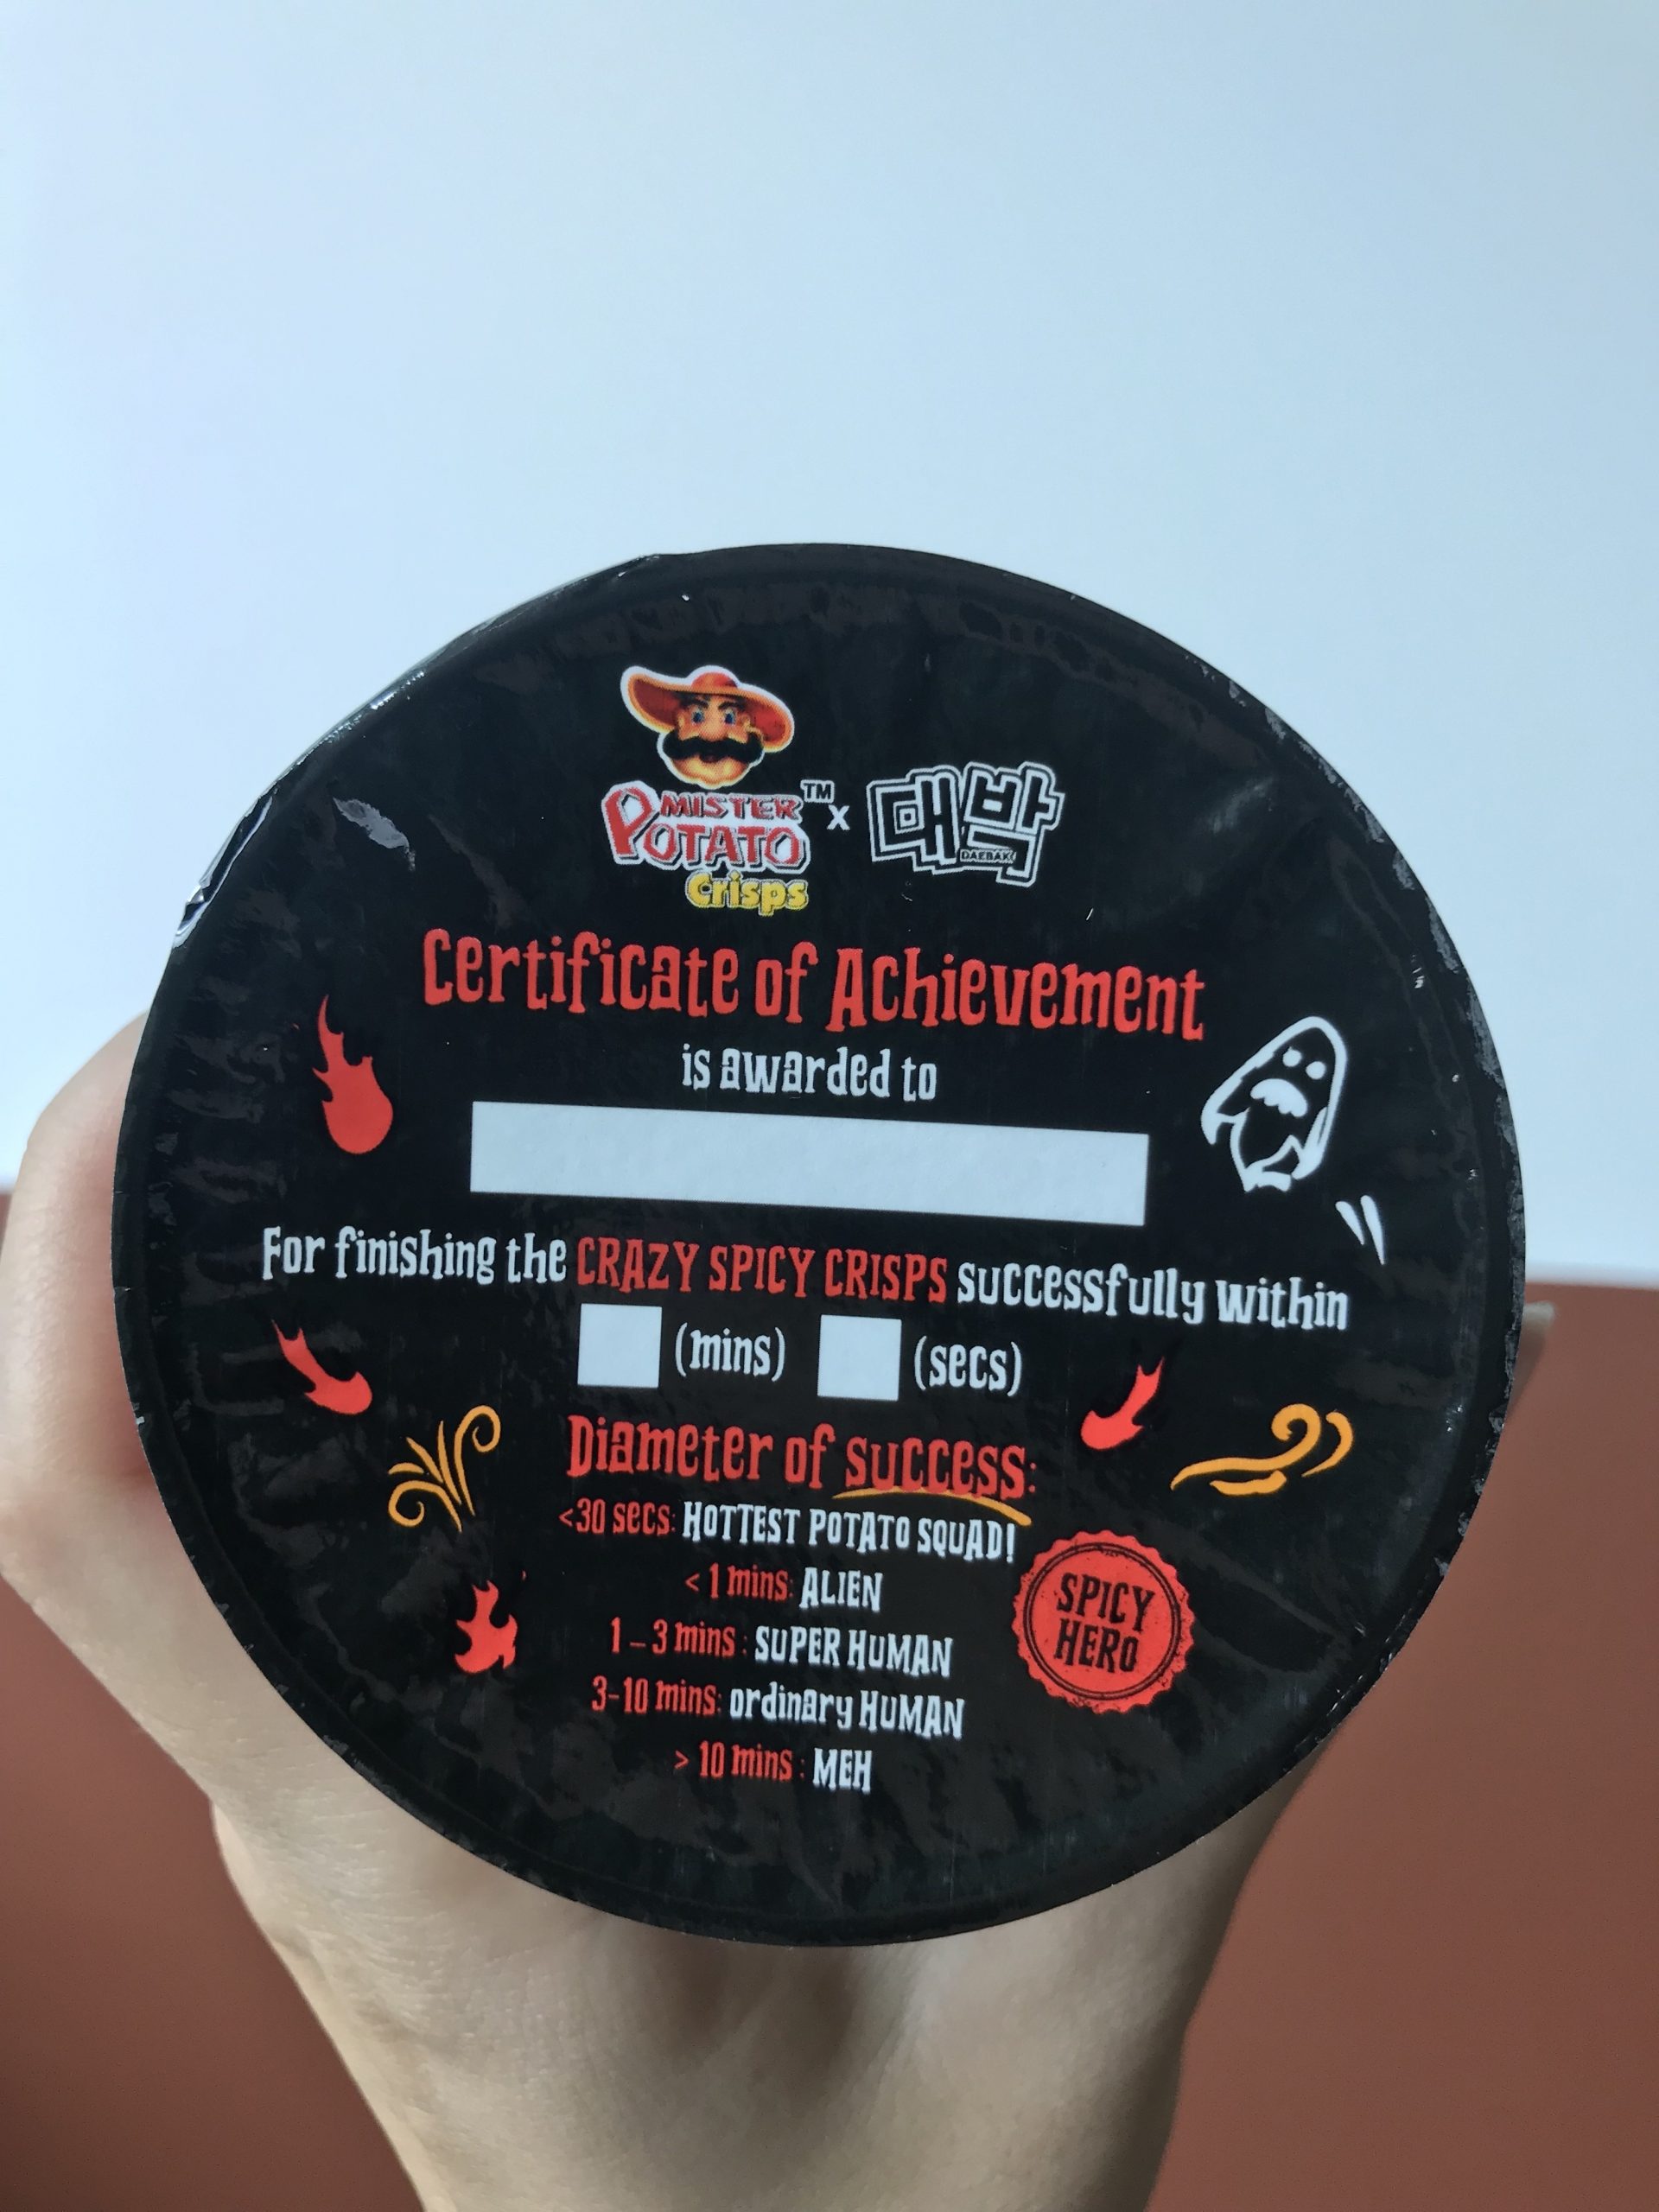 MISTER
POTATO
Crisps
TM
x
대박
DAEBAK
Certificate of Achievement
is awarded to
For finishing the CRAZY SPICY CRISPS successfully within
(mins) (secs)
Diameter of success:
<30 secs: HOTTEST POTATO SQUAD!
< 1 mins: ALIEN
1 - 3 mins : SUPER HUMAN
3-10 mins: ordinary HUMAN
> 10 mins : MEH
SPICY
HERO